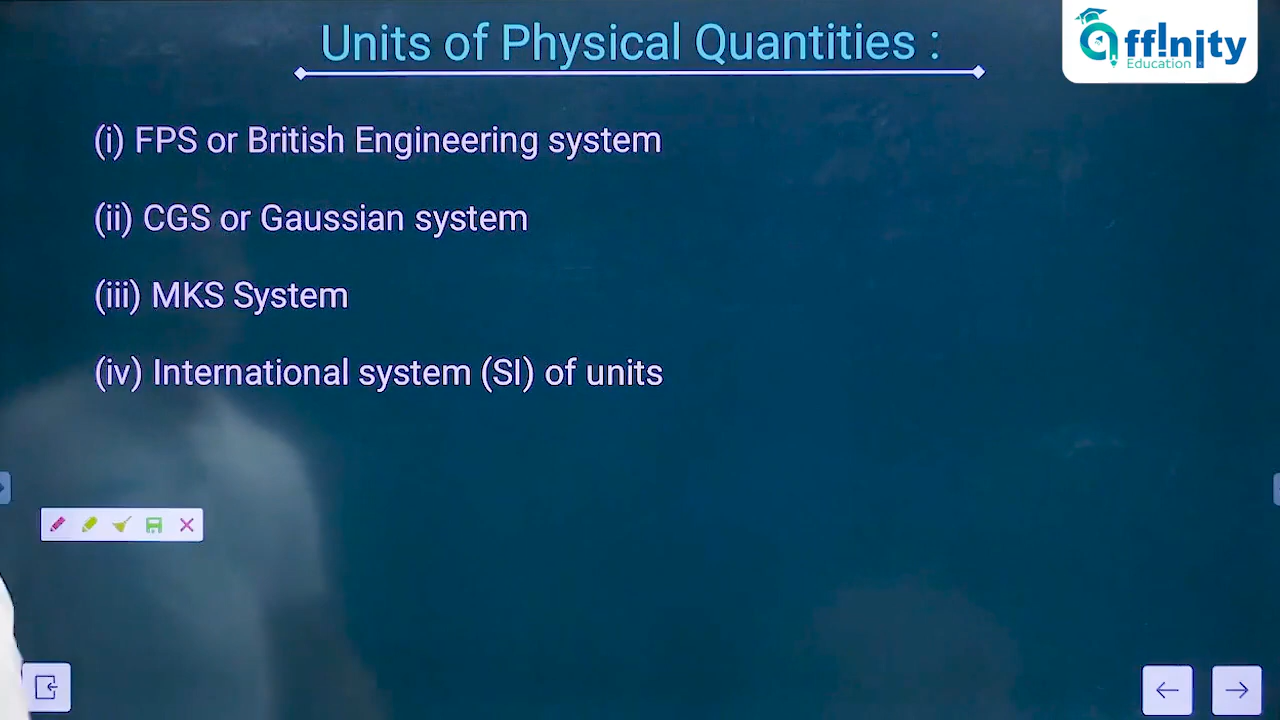 Units of Physical Quantities :
affinity
Education
(i) FPS or British Engineering system
(ii) CGS or Gaussian system
(iii) MKS System
(iv) International system (SI) of units